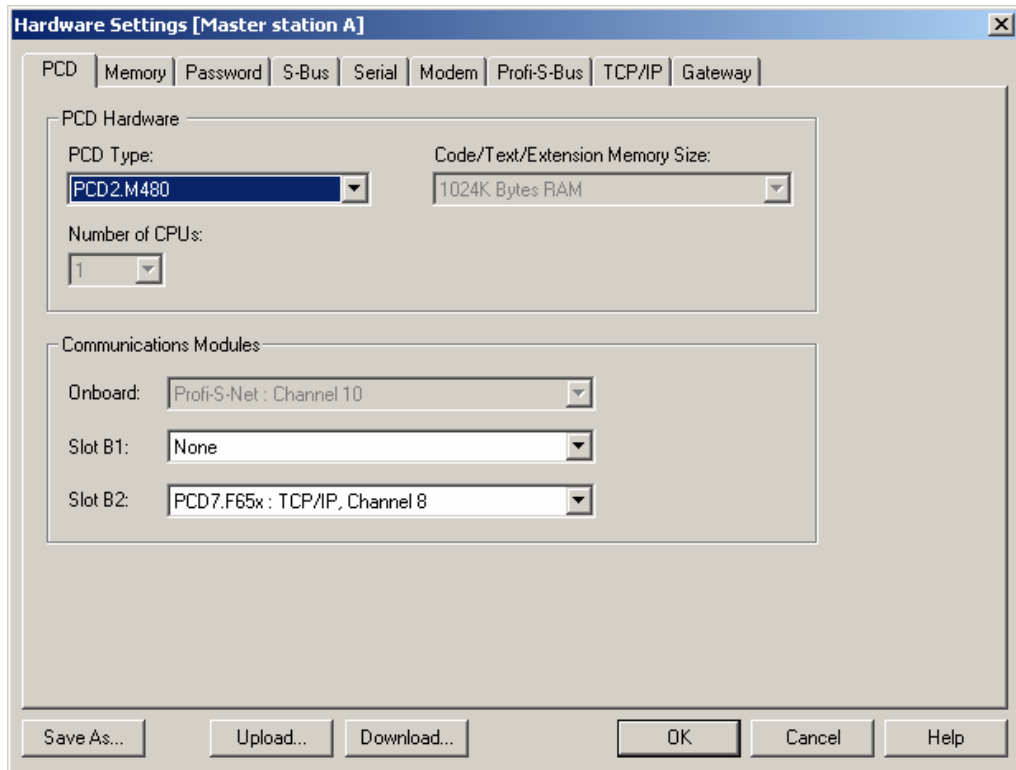 Hardware Settings [Master station A]
PCD Memory Password S-Bus Serial Modem Profi-S-Bus TCP/IP Gateway
PCD Hardware
PCD Type: Code/Text/Extension Memory Size:
PCD2.M480 1024K Bytes RAM
Number of CPUs:
1
Communications Modules
Onboard: Profi-S-Net : Channel 10
Slot B1: None
Slot B2: PCD7.F65x : TCP/IP, Channel 8
Save As... Upload... Download... OK Cancel Help